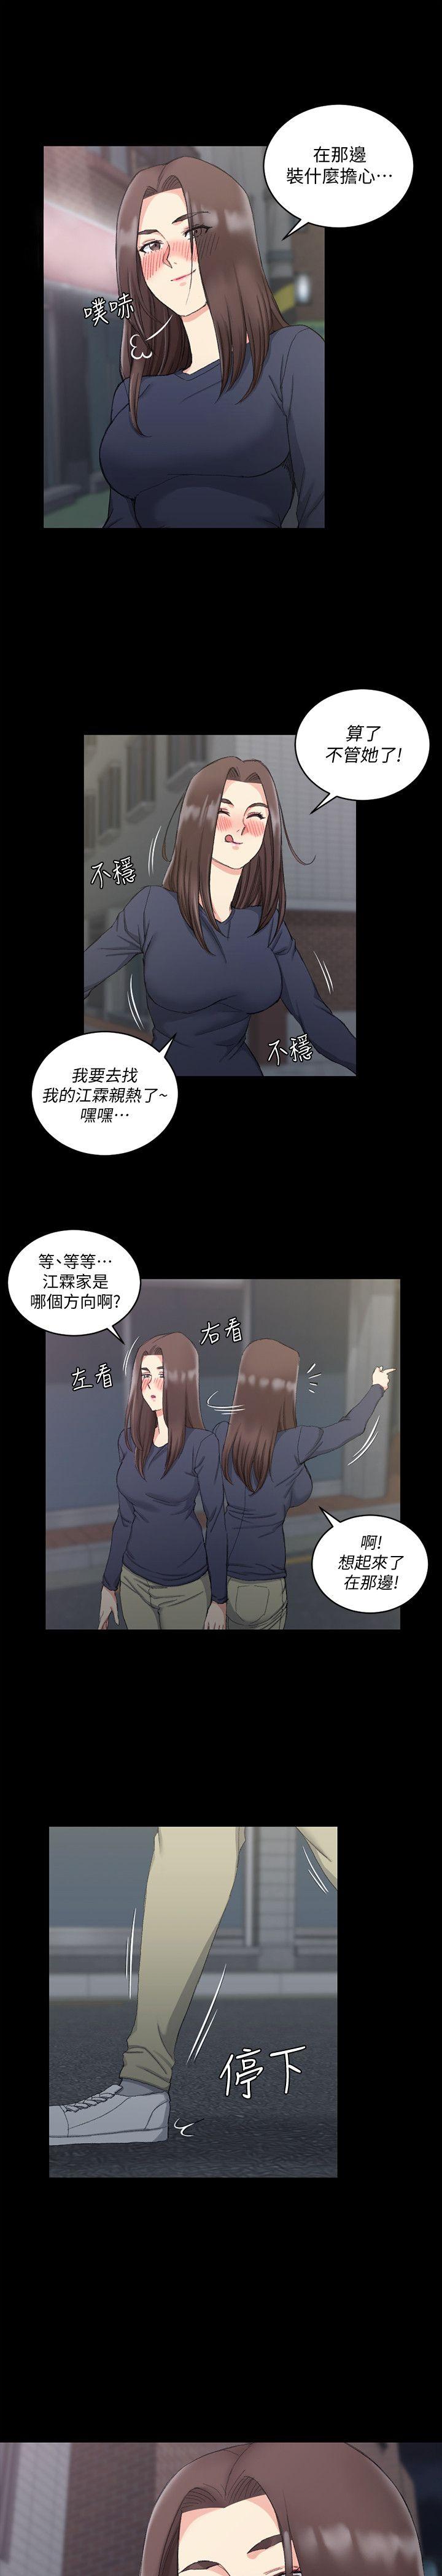 在那邊
裝什麼擔心…
噗哧
算了
不管她了!
不穩
不穩
我要去找
我的江霖親熱了~
嘿嘿…
等、等等…
江霖家是
哪個方向啊?
右看
左看
啊!
想起來了
在那邊!
停下